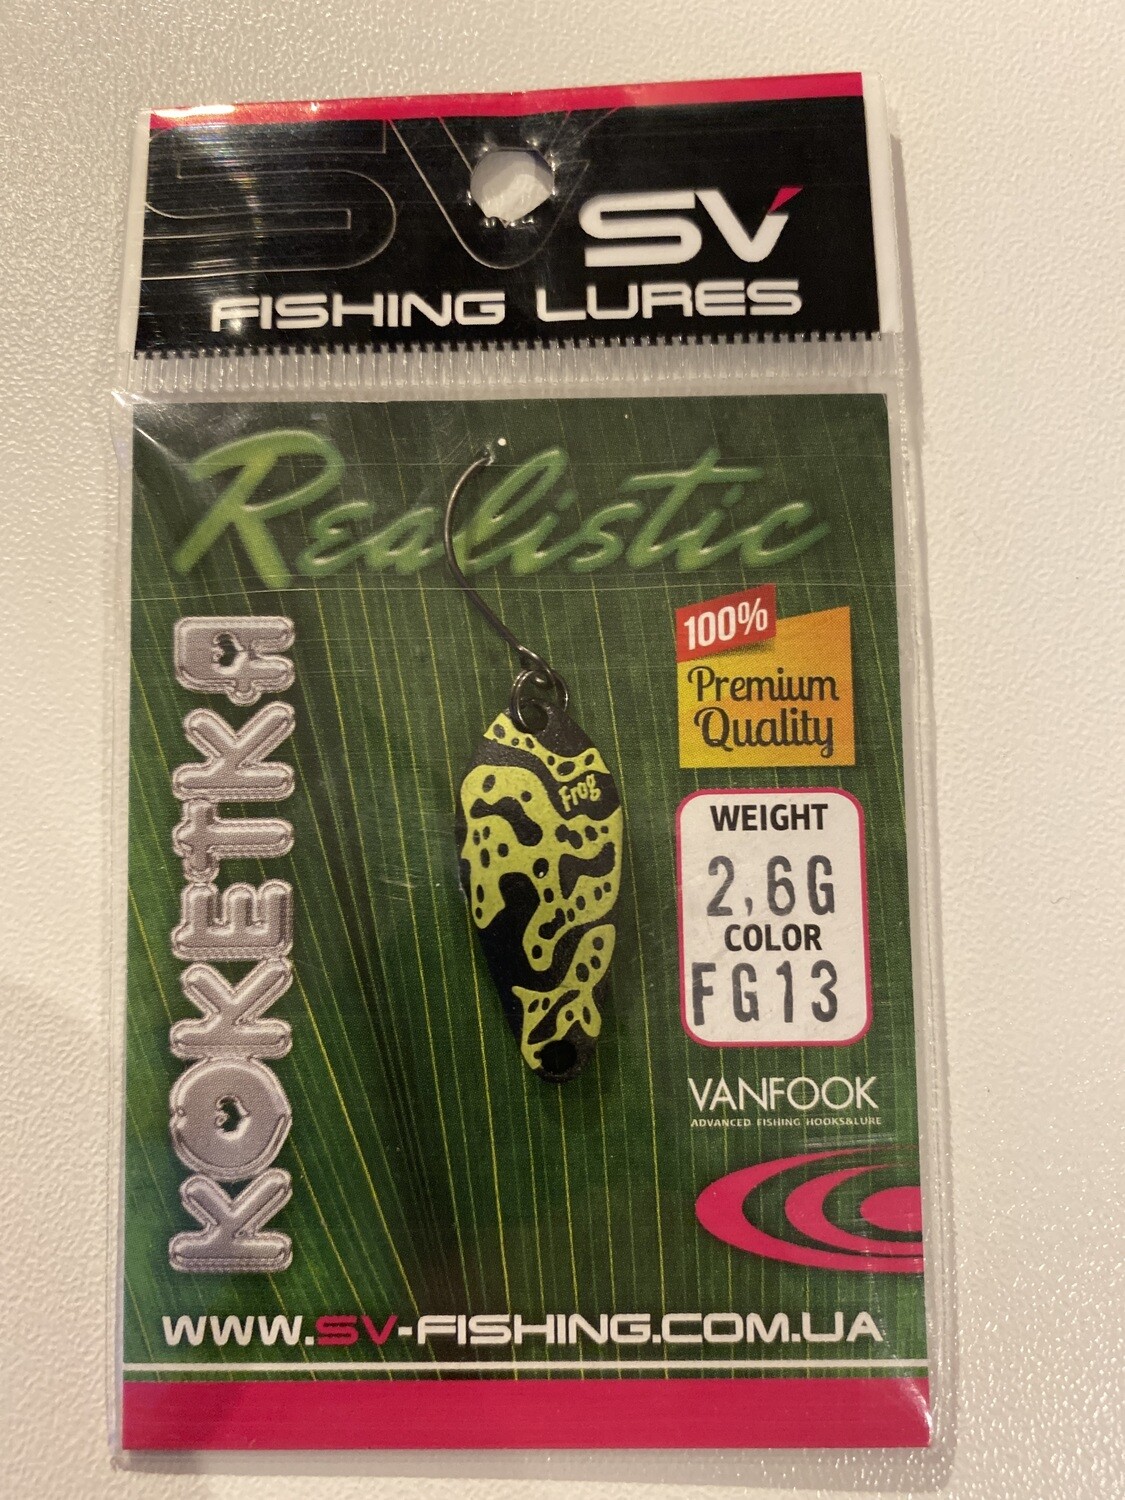 SV
SV
FISHING LURES
Realistic
KOKETKA
100%
Premium
Quality
Frog
WEIGHT
2,6G
COLOR
FG13
VANFOOK
ADVANCED FISHING HOOKS&LURE
WWW.SV-FISHING.COM.UA